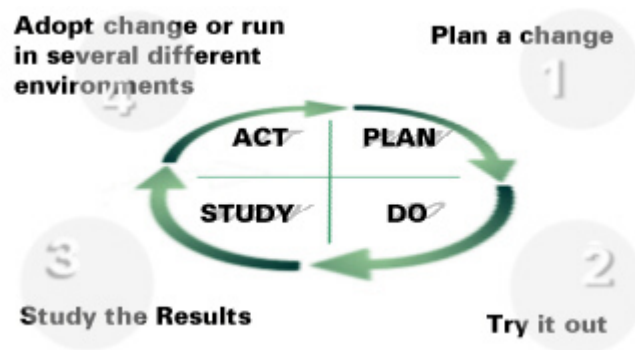 Adopt change or run
in several different
environments
4
Plan a change
1
ACT
PLAN
STUDY
DO
3
Study the Results
2
Try it out